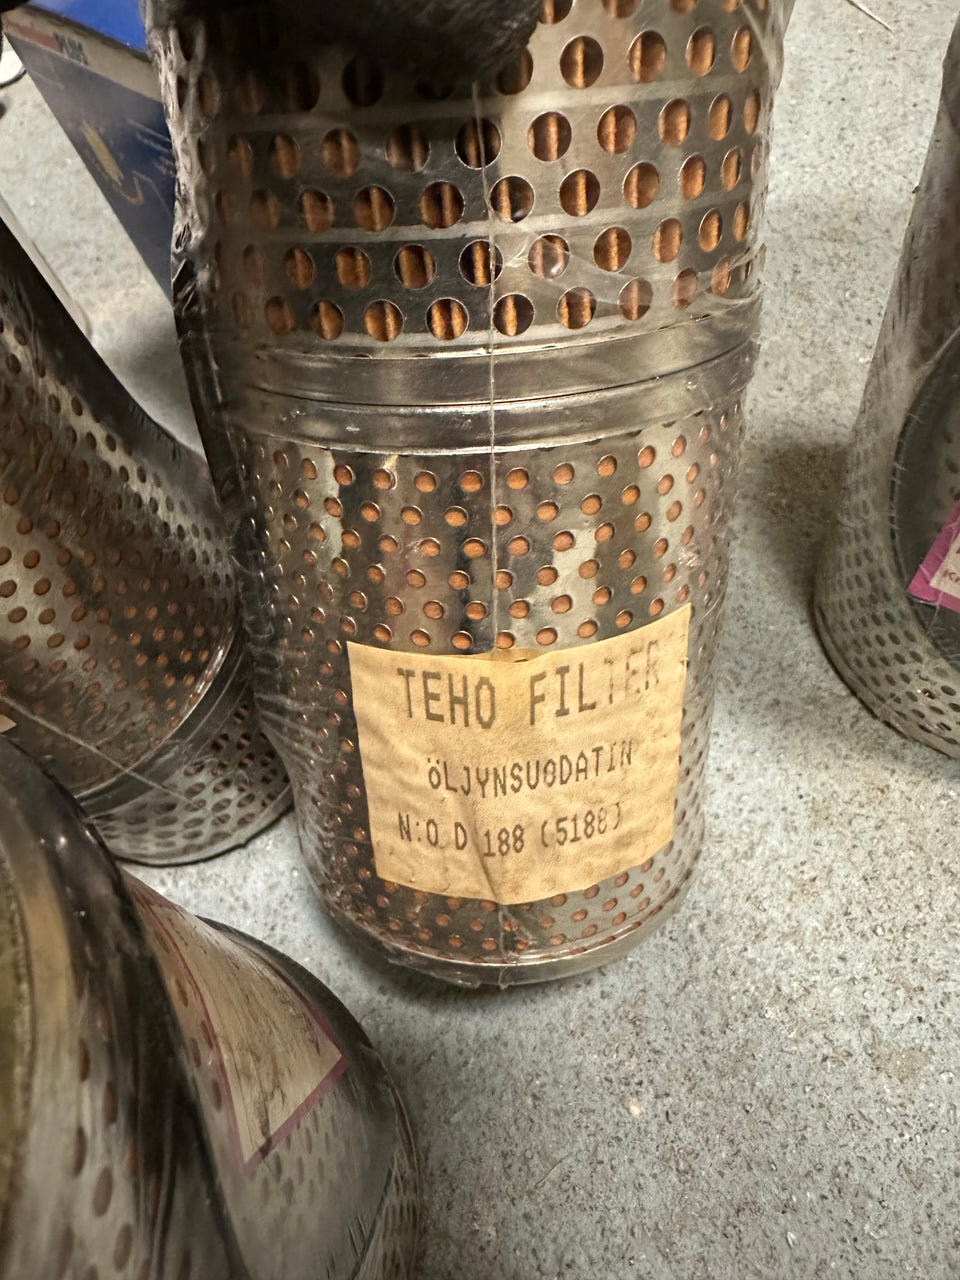 TEHO FILTER
öLJYNSUODATIN
N:O D 188 (5188)